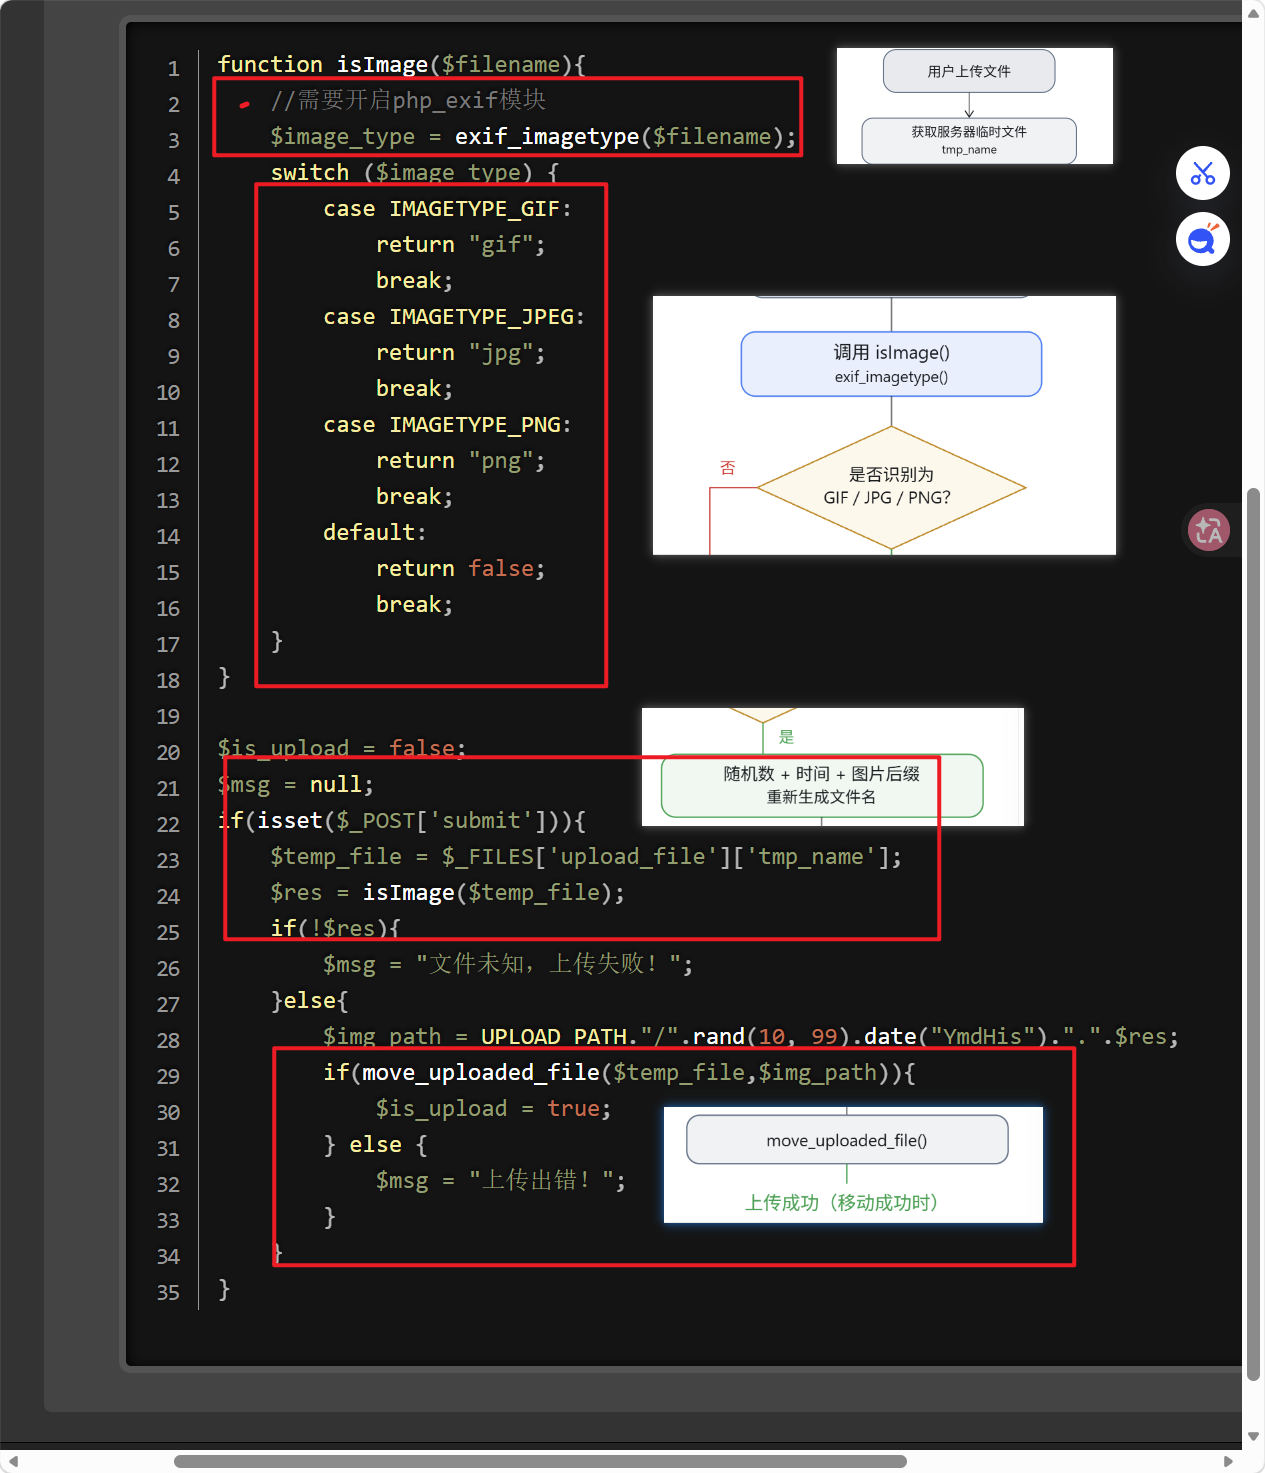 1 function isImage($filename){
2 //需要开启php_exif模块
3 $image_type = exif_imagetype($filename);
4 switch ($image_type) {
5 case IMAGETYPE_GIF:
6 return "gif";
7 break;
8 case IMAGETYPE_JPEG:
9 return "jpg";
10 break;
11 case IMAGETYPE_PNG:
12 return "png";
13 break;
14 default:
15 return false;
16 break;
17 }
18 }
19
20 $is_upload = false;
21 $msg = null;
22 if(isset($_POST['submit'])){
23 $temp_file = $_FILES['upload_file']['tmp_name'];
24 $res = isImage($temp_file);
25 if(!$res){
26 $msg = "文件未知，上传失败！";
27 }else{
28 $img_path = UPLOAD_PATH."/".rand(10, 99).date("YmdHis").".".$res;
29 if(move_uploaded_file($temp_file,$img_path)){
30 $is_upload = true;
31 } else {
32 $msg = "上传出错！";
33 }
34 }
35 }
用户上传文件
获取服务器临时文件
tmp_name
调用 isImage()
exif_imagetype()
否
是否识别为
GIF / JPG / PNG?
是
随机数 + 时间 + 图片后缀
重新生成文件名
move_uploaded_file()
上传成功（移动成功时）